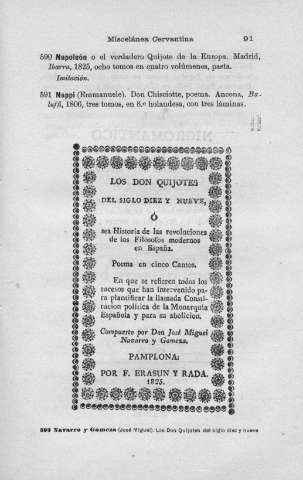 Miscelánea Cervantina 91
590 Napoleón o el verdadero Quijote de la Europa. Madrid,
Ibarra, 1825, ocho tomos en cuatro volúmenes, pasta.
Imitación.
591 Nappi (Emmanuele). Don Chisciotte, poema. Ancona, Ba-
luffi, 1806, tres tomos, en 8.º holandesa, con tres láminas.
LOS DON QUIJOTES
DEL SIGLO DIEZ Y NUEVE,
ó
sea Historia de las revoluciones
de los Filosofos modernos
en España.
Poema en cinco Cantos.
En que se refieren todos los
sucesos que han intervenido pa-
ra plantificar la llamada Consti-
tucion política de la Monarquía
Española y para su abolicion.
Compuesto por Don José Miguel
Navarro y Gomeza.
PAMPLONA:
POR F. ERASUN Y RADA.
1825.
593 Navarro y Gomeza (José Miguel). Los Don Quijotes del siglo diez y nueve